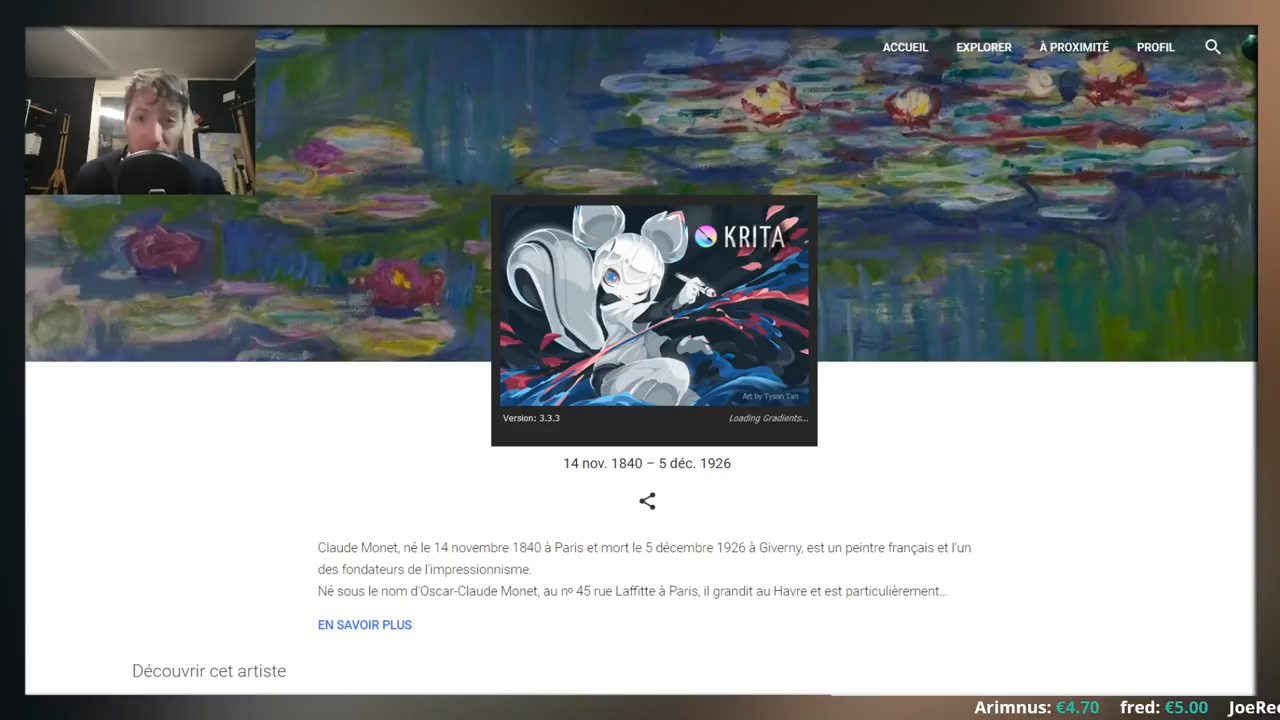 ACCUEIL EXPLORER À PROXIMITÉ PROFIL
KRITA
Art by Tyson Tan
Version: 3.3.3 Loading Gradients...
14 nov. 1840 – 5 déc. 1926
Claude Monet, né le 14 novembre 1840 à Paris et mort le 5 décembre 1926 à Giverny, est un peintre français et l'un
des fondateurs de l'impressionnisme.
Né sous le nom d'Oscar-Claude Monet, au nº 45 rue Laffitte à Paris, il grandit au Havre et est particulièrement...
EN SAVOIR PLUS
Découvrir cet artiste
Arimnus: €4.70 fred: €5.00